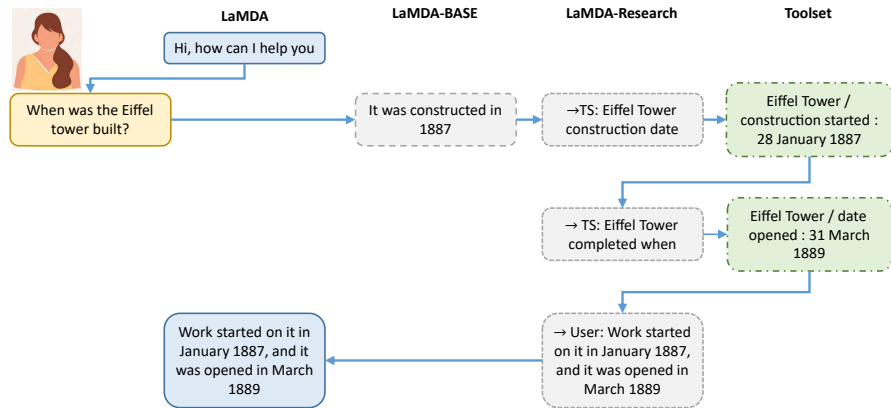 LaMDA
LaMDA-BASE
LaMDA-Research
Toolset
Hi, how can I help you
When was the Eiffel
tower built?
It was constructed in
1887
→TS: Eiffel Tower
construction date
Eiffel Tower /
construction started :
28 January 1887
→ TS: Eiffel Tower
completed when
Eiffel Tower / date
opened : 31 March
1889
Work started on it in
January 1887, and it
was opened in March
1889
→ User: Work started
on it in January 1887,
and it was opened in
March 1889